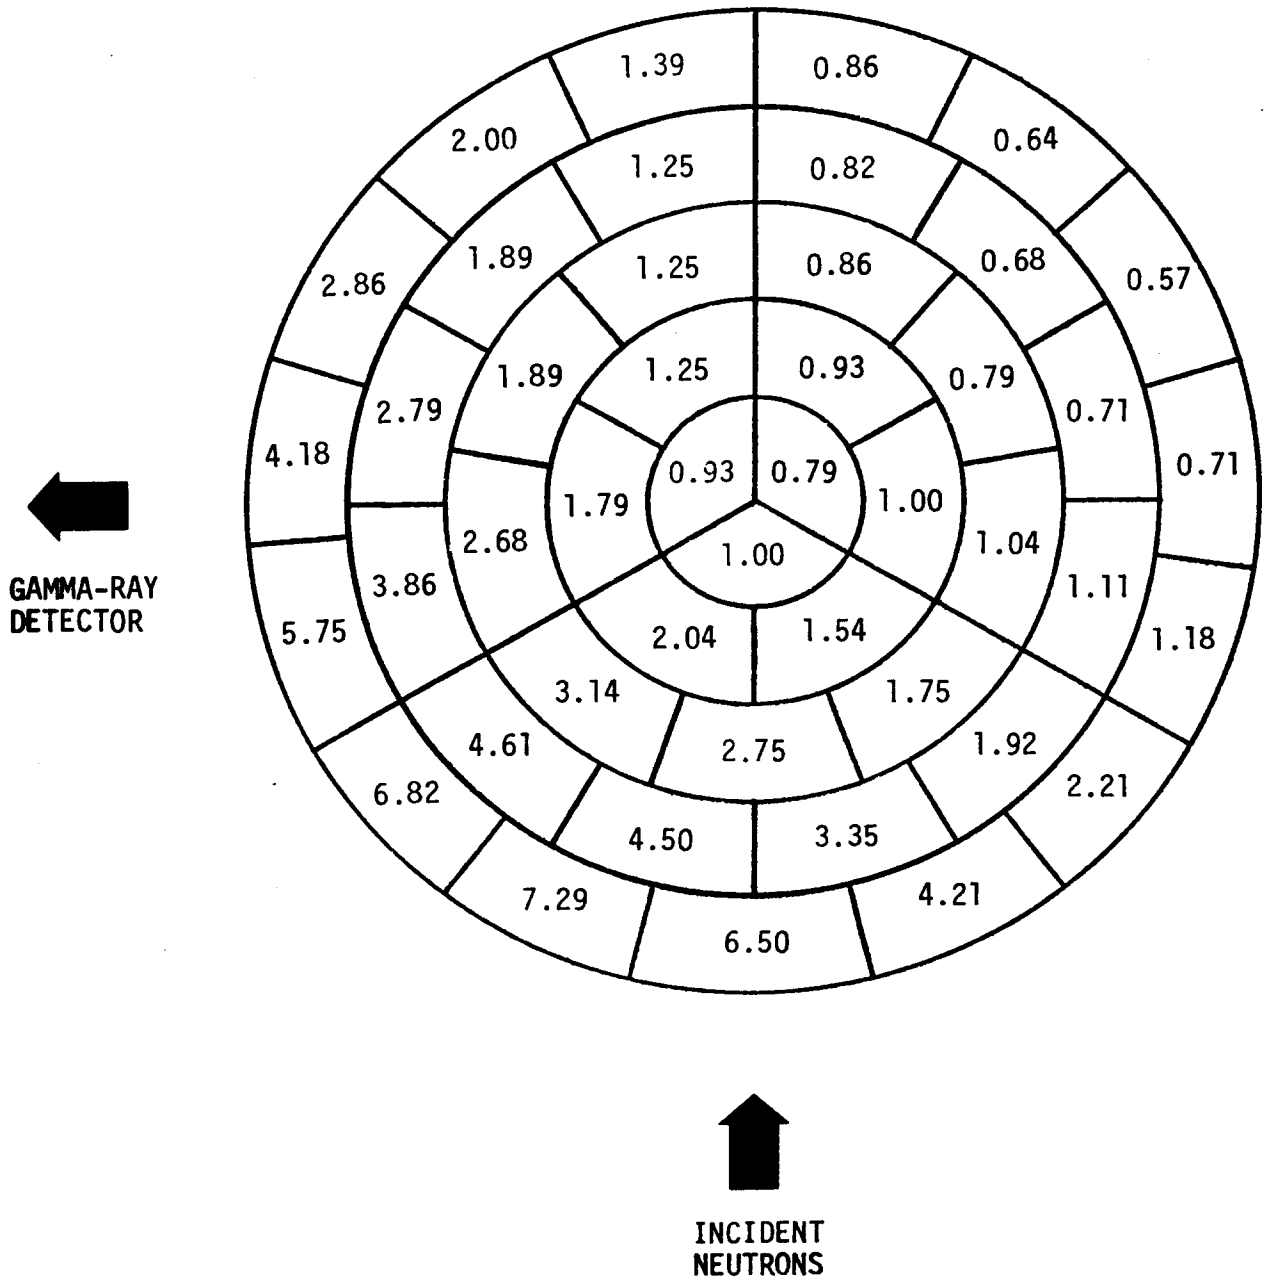 1.39 0.86
2.00 0.64
1.25 0.82
1.89 1.25 0.86 0.68
2.86 0.57
1.89 1.25 0.93 0.79
2.79 0.71
4.18 0.93 0.79 0.71
1.79 1.00
2.68 1.00 1.04
3.86 1.11
GAMMA-RAY
DETECTOR
5.75 2.04 1.54 1.18
3.14 1.75
4.61 2.75 1.92
6.82 2.21
4.50 3.35
7.29 4.21
6.50
INCIDENT
NEUTRONS